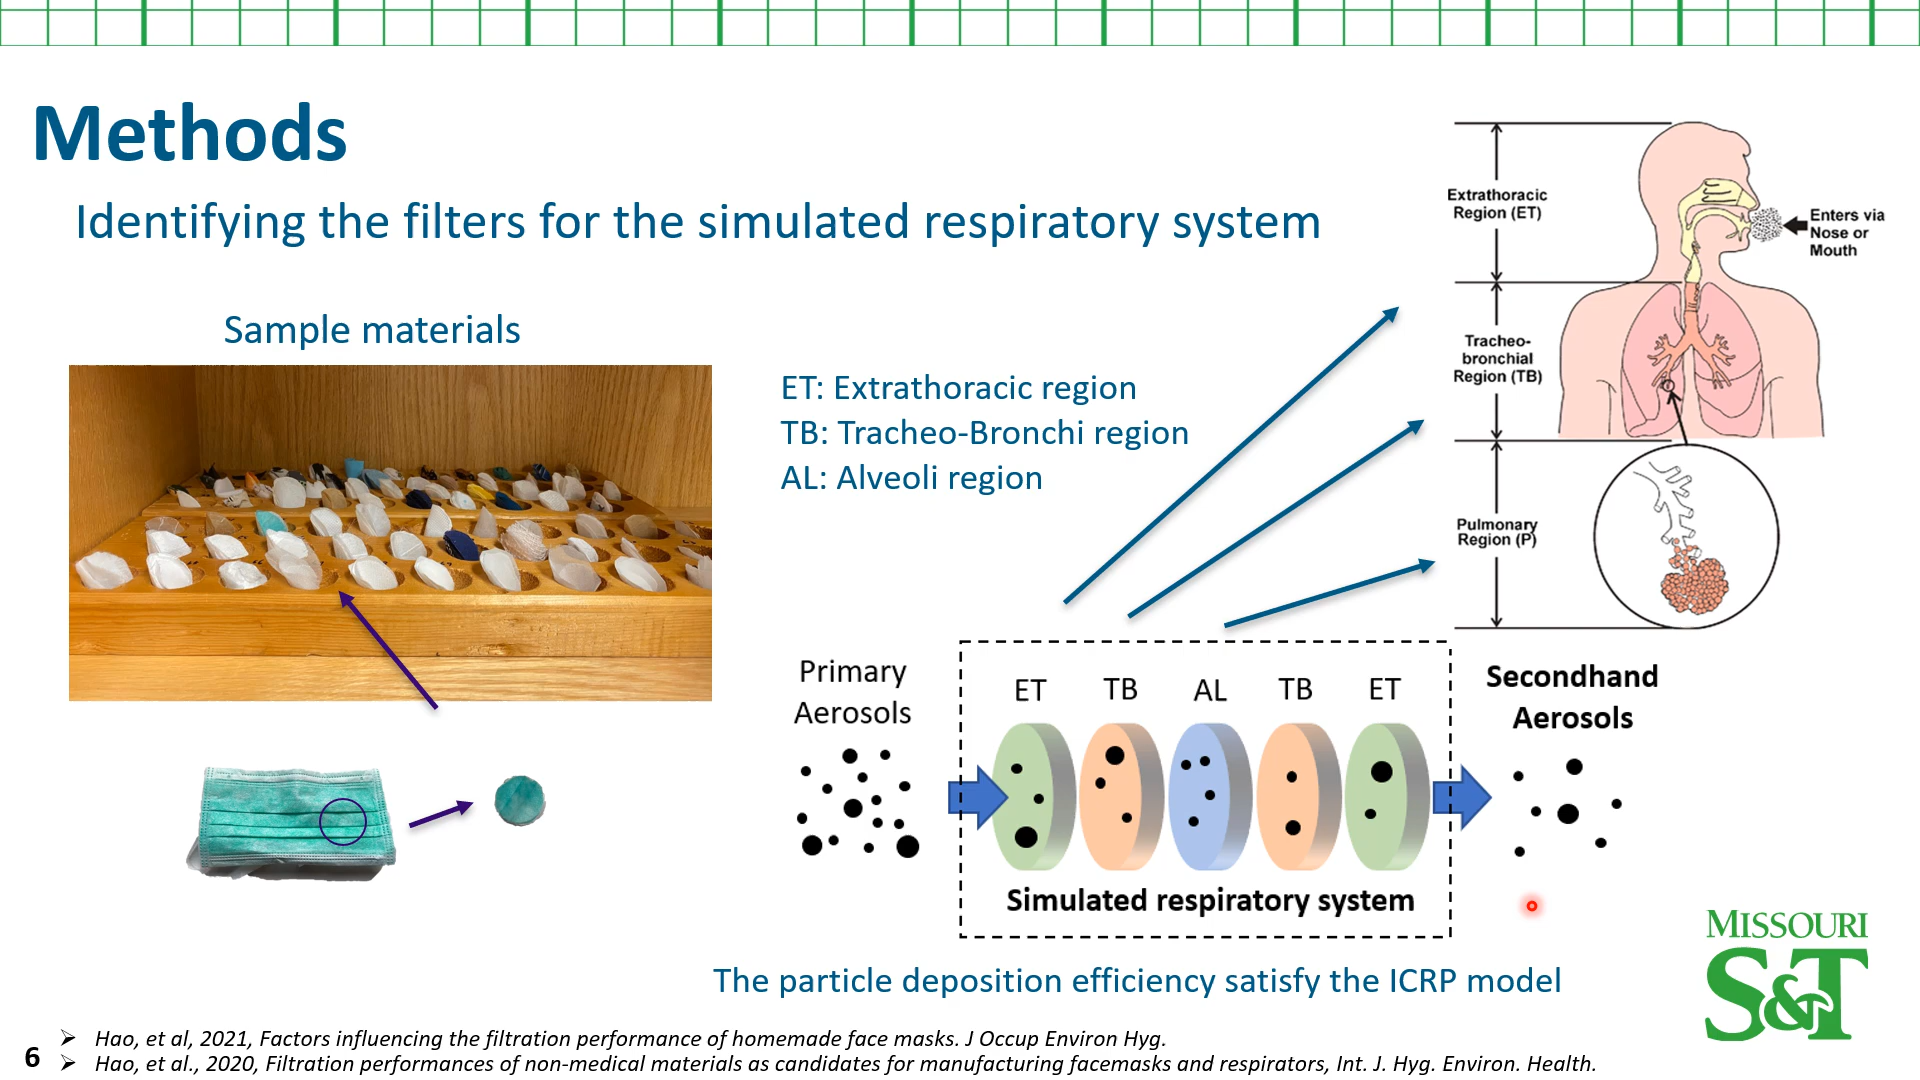 Methods
Identifying the filters for the simulated respiratory system
Sample materials
ET: Extrathoracic region
TB: Tracheo-Bronchi region
AL: Alveoli region
Extrathoracic
Region (ET)
Enters via
Nose or
Mouth
Tracheo-
bronchial
Region (TB)
Pulmonary
Region (P)
Primary
Aerosols
ET TB AL TB ET
Simulated respiratory system
Secondhand
Aerosols
The particle deposition efficiency satisfy the ICRP model
MISSOURI
S&T
Hao, et al, 2021, Factors influencing the filtration performance of homemade face masks. J Occup Environ Hyg.
6
Hao, et al., 2020, Filtration performances of non-medical materials as candidates for manufacturing facemasks and respirators, Int. J. Hyg. Environ. Health.